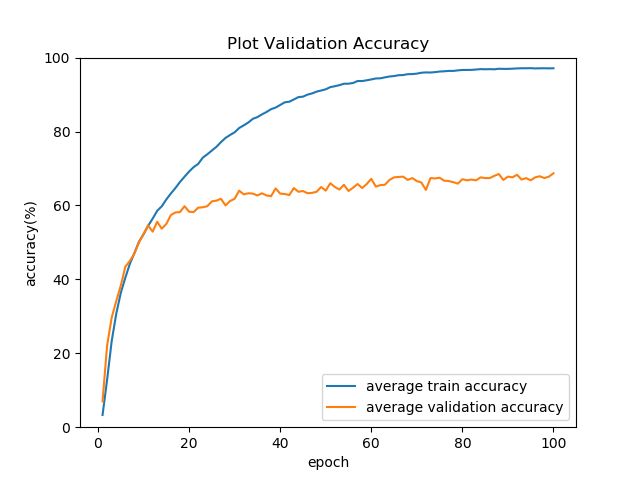 Plot Validation Accuracy
100
80
60
40
20
0
accuracy(%)
0 20 40 60 80 100
epoch
average train accuracy
average validation accuracy